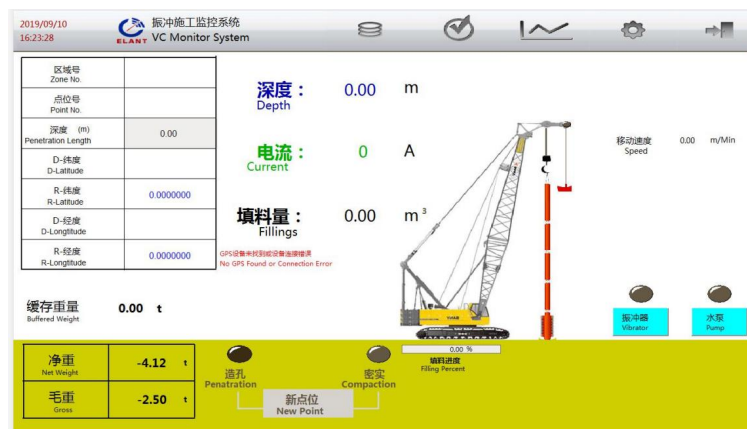 2019/09/10
16:23:28
ELANT
振冲施工监控系统
VC Monitor System
区域号
Zone No.
点位号
Point No.
深度 (m)
Penetration Length
0.00
D-纬度
D-Latitude
R-纬度
R-Latitude
0.0000000
D-经度
D-Longtitude
R-经度
R-Longtitude
0.0000000
深度：
Depth
0.00 m
电流：
Current
0 A
填料量：
Fillings
0.00 m³
GPS设备未找到或设备连接错误
No GPS Found or Connection Error
移动速度
Speed
0.00 m/Min
缓存重量
Buffered Weight
0.00 t
振冲器
Vibrator
水泵
Pump
净重
Net Weight
-4.12 t
毛重
Gross
-2.50 t
造孔
Penatration
密实
Compaction
新点位
New Point
0.00 %
填料进度
Filling Percent